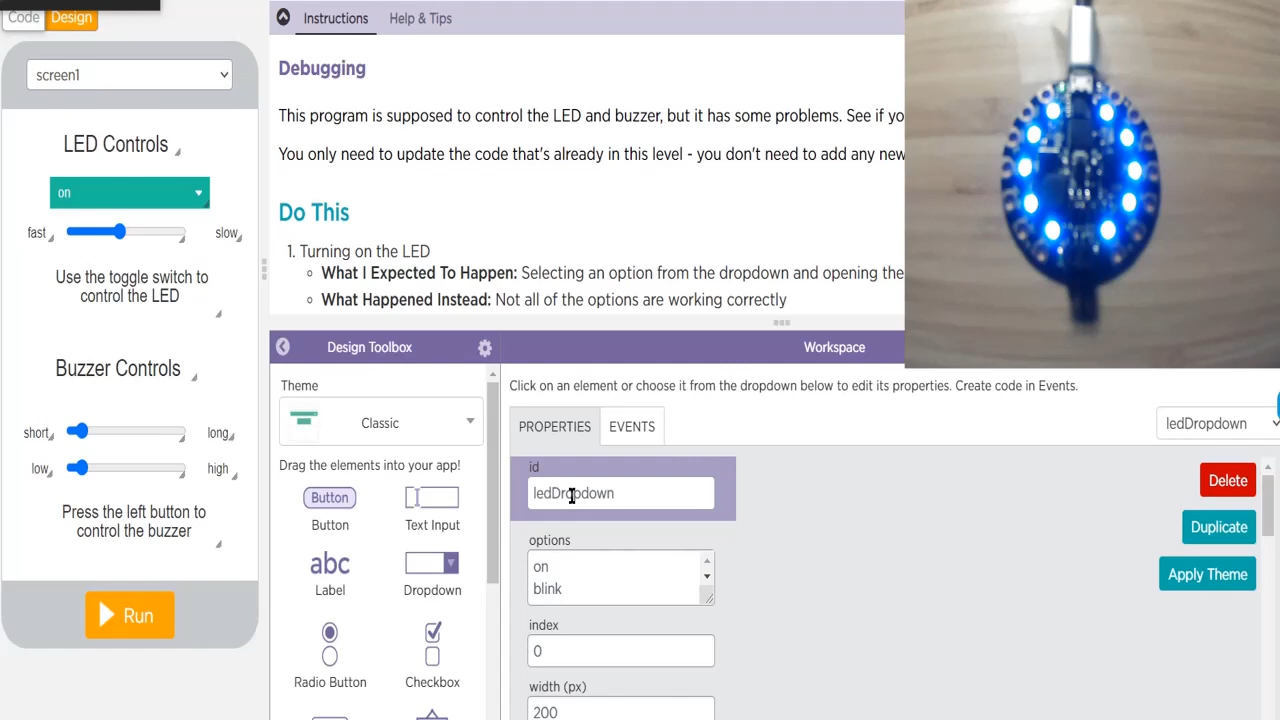 Code Design
screen1
LED Controls
on
fast slow
Use the toggle switch to
control the LED
Buzzer Controls
short long
low high
Press the left button to
control the buzzer
Run
Instructions Help & Tips
Debugging
This program is supposed to control the LED and buzzer, but it has some problems. See if yo
You only need to update the code that's already in this level - you don't need to add any new
Do This
1. Turning on the LED
What I Expected To Happen: Selecting an option from the dropdown and opening the
What Happened Instead: Not all of the options are working correctly
Design Toolbox
Theme
Classic
Drag the elements into your app!
Button
Button
Text Input
abc
Label
Dropdown
Radio Button
Checkbox
Workspace
Click on an element or choose it from the dropdown below to edit its properties. Create code in Events.
PROPERTIES EVENTS
ledDropdown
id
ledDropdown
options
on
blink
index
0
width (px)
200
Delete
Duplicate
Apply Theme